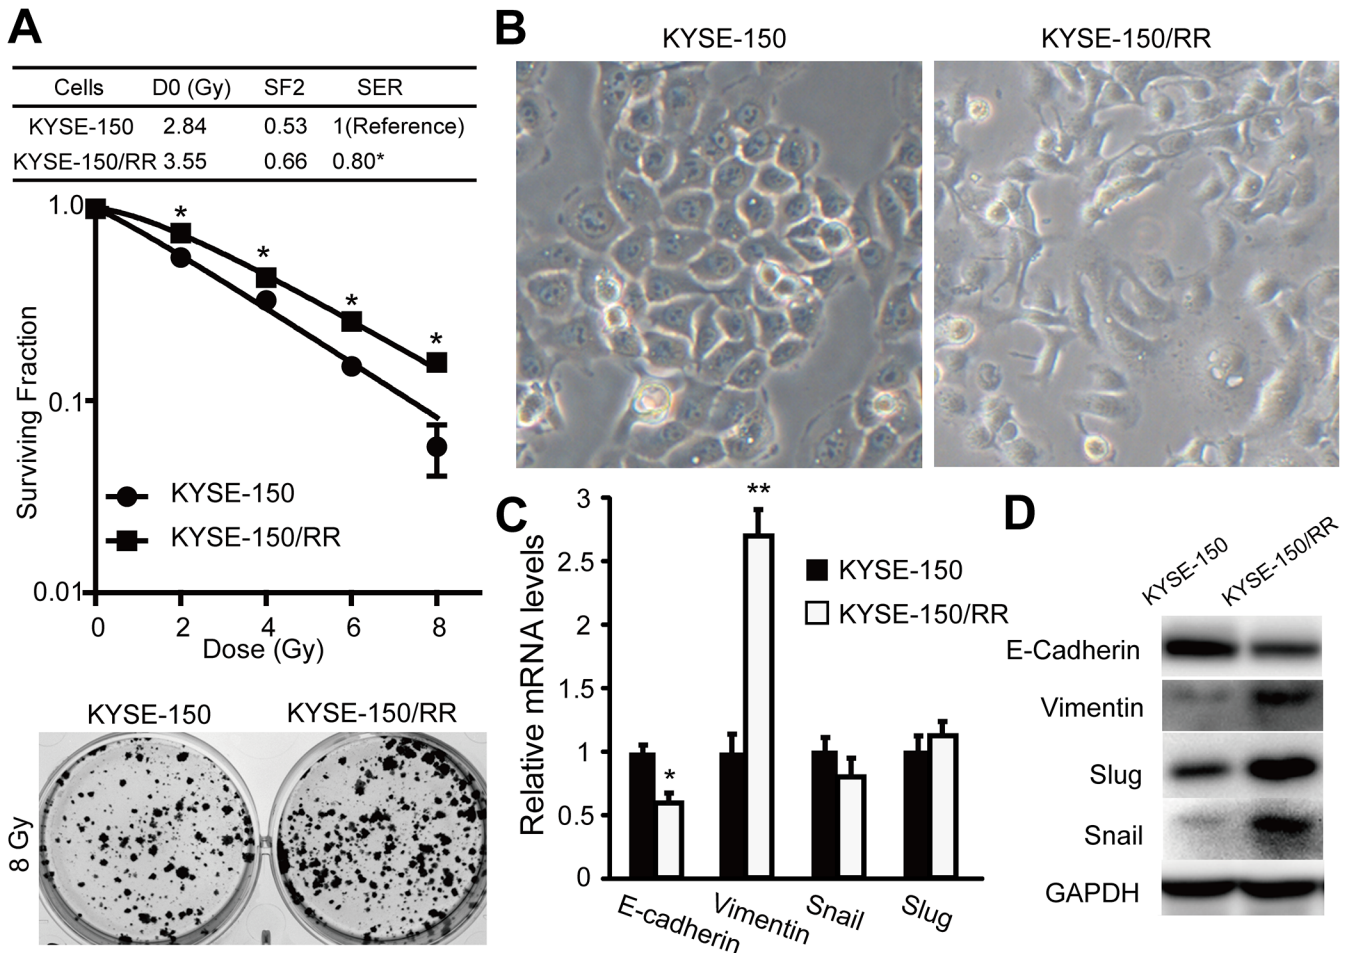 A
Cells D0 (Gy) SF2 SER
KYSE-150 2.84 0.53 1(Reference)
KYSE-150/RR 3.55 0.66 0.80*
1.0
0.1
0.01
Surviving Fraction
* * * *
KYSE-150
KYSE-150/RR
0 2 4 6 8
Dose (Gy)
KYSE-150 KYSE-150/RR
8 Gy
B
KYSE-150 KYSE-150/RR
C
Relative mRNA levels
3
2.5
2
1.5
1
0.5
0
*
**
KYSE-150
KYSE-150/RR
E-cadherin Vimentin Snail Slug
D
KYSE-150 KYSE-150/RR
E-Cadherin
Vimentin
Slug
Snail
GAPDH